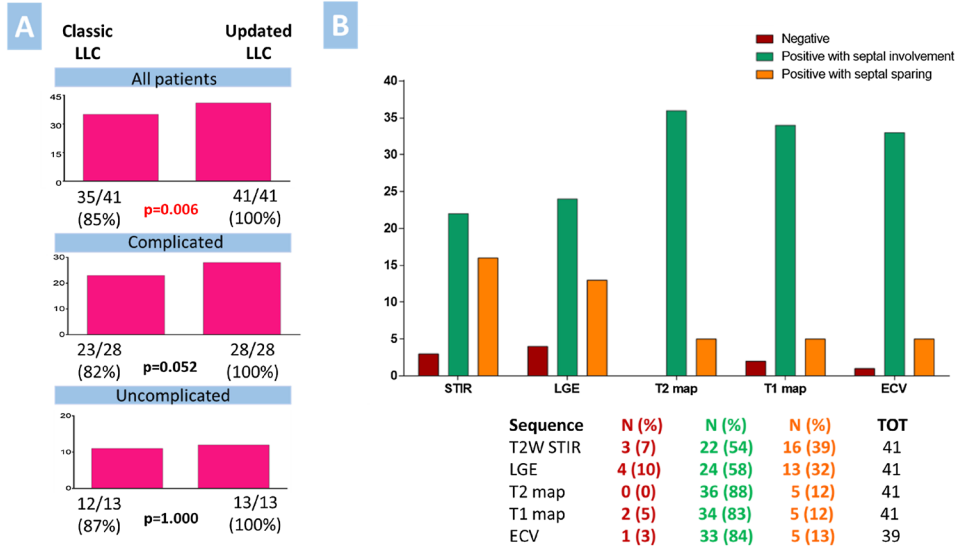 A
Classic
LLC
Updated
LLC
All patients
45
30
15
0
35/41
(85%)
p=0.006
41/41
(100%)
Complicated
30
20
10
0
23/28
(82%)
p=0.052
28/28
(100%)
Uncomplicated
20
10
0
12/13
(87%)
p=1.000
13/13
(100%)
B
Negative
Positive with septal involvement
Positive with septal sparing
40
35
30
25
20
15
10
5
0
STIR LGE T2 map T1 map ECV
Sequence N (%) N (%) N (%) TOT
T2W STIR 3 (7) 22 (54) 16 (39) 41
LGE 4 (10) 24 (58) 13 (32) 41
T2 map 0 (0) 36 (88) 5 (12) 41
T1 map 2 (5) 34 (83) 5 (12) 41
ECV 1 (3) 33 (84) 5 (13) 39